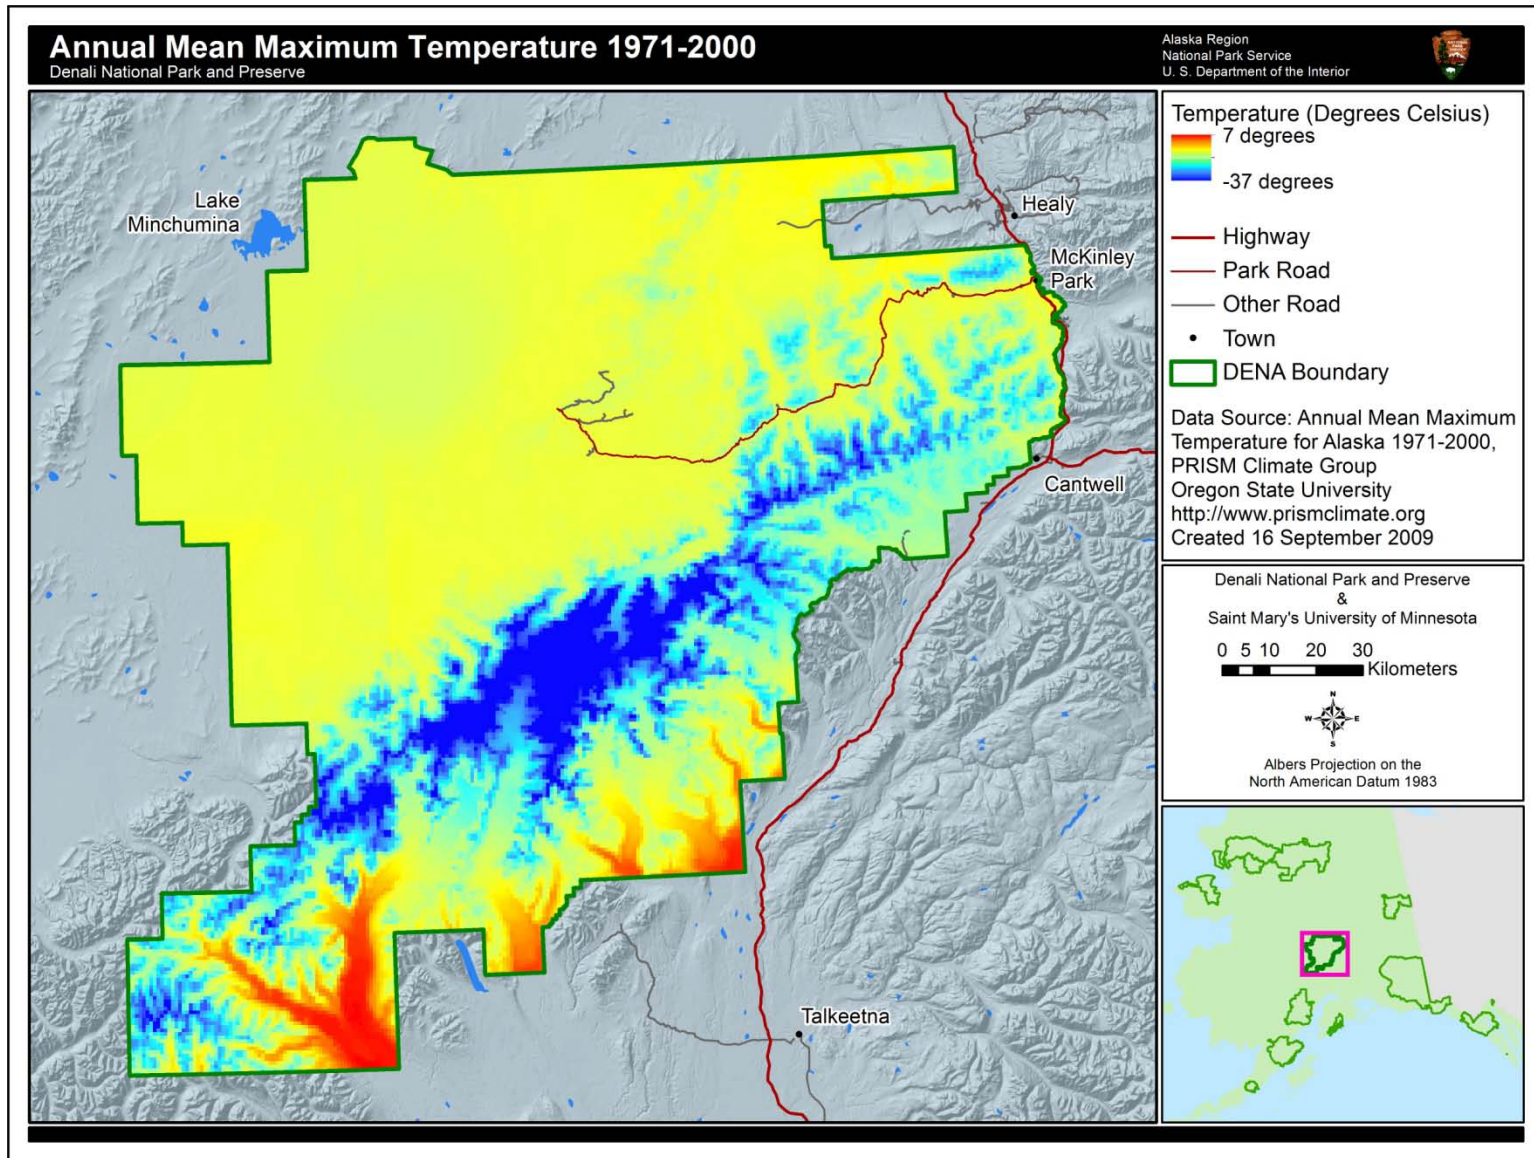 Annual Mean Maximum Temperature 1971-2000
Denali National Park and Preserve
Alaska Region
National Park Service
U. S. Department of the Interior
Lake
Minchumina
Healy
McKinley
Park
Cantwell
Talkeetna
Temperature (Degrees Celsius)
7 degrees
-37 degrees
Highway
Park Road
Other Road
Town
DENA Boundary
Data Source: Annual Mean Maximum
Temperature for Alaska 1971-2000,
PRISM Climate Group
Oregon State University
http://www.prismclimate.org
Created 16 September 2009
Denali National Park and Preserve
&
Saint Mary's University of Minnesota
0 5 10 20 30
Kilometers
N
W E
S
Albers Projection on the
North American Datum 1983